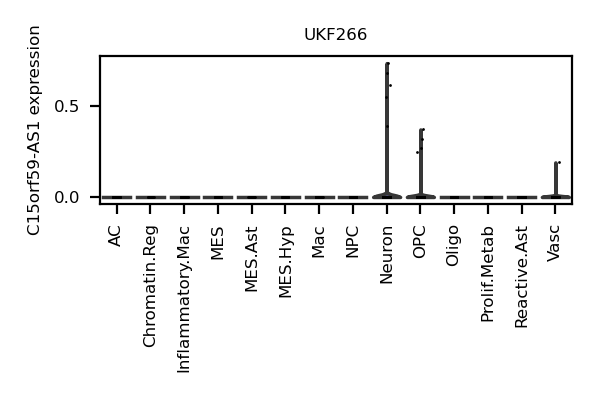 UKF266
C15orf59-AS1 expression
0.5
0.0
AC
Chromatin.Reg
Inflammatory.Mac
MES
MES.Ast
MES.Hyp
Mac
NPC
Neuron
OPC
Oligo
Prolif.Metab
Reactive.Ast
Vasc